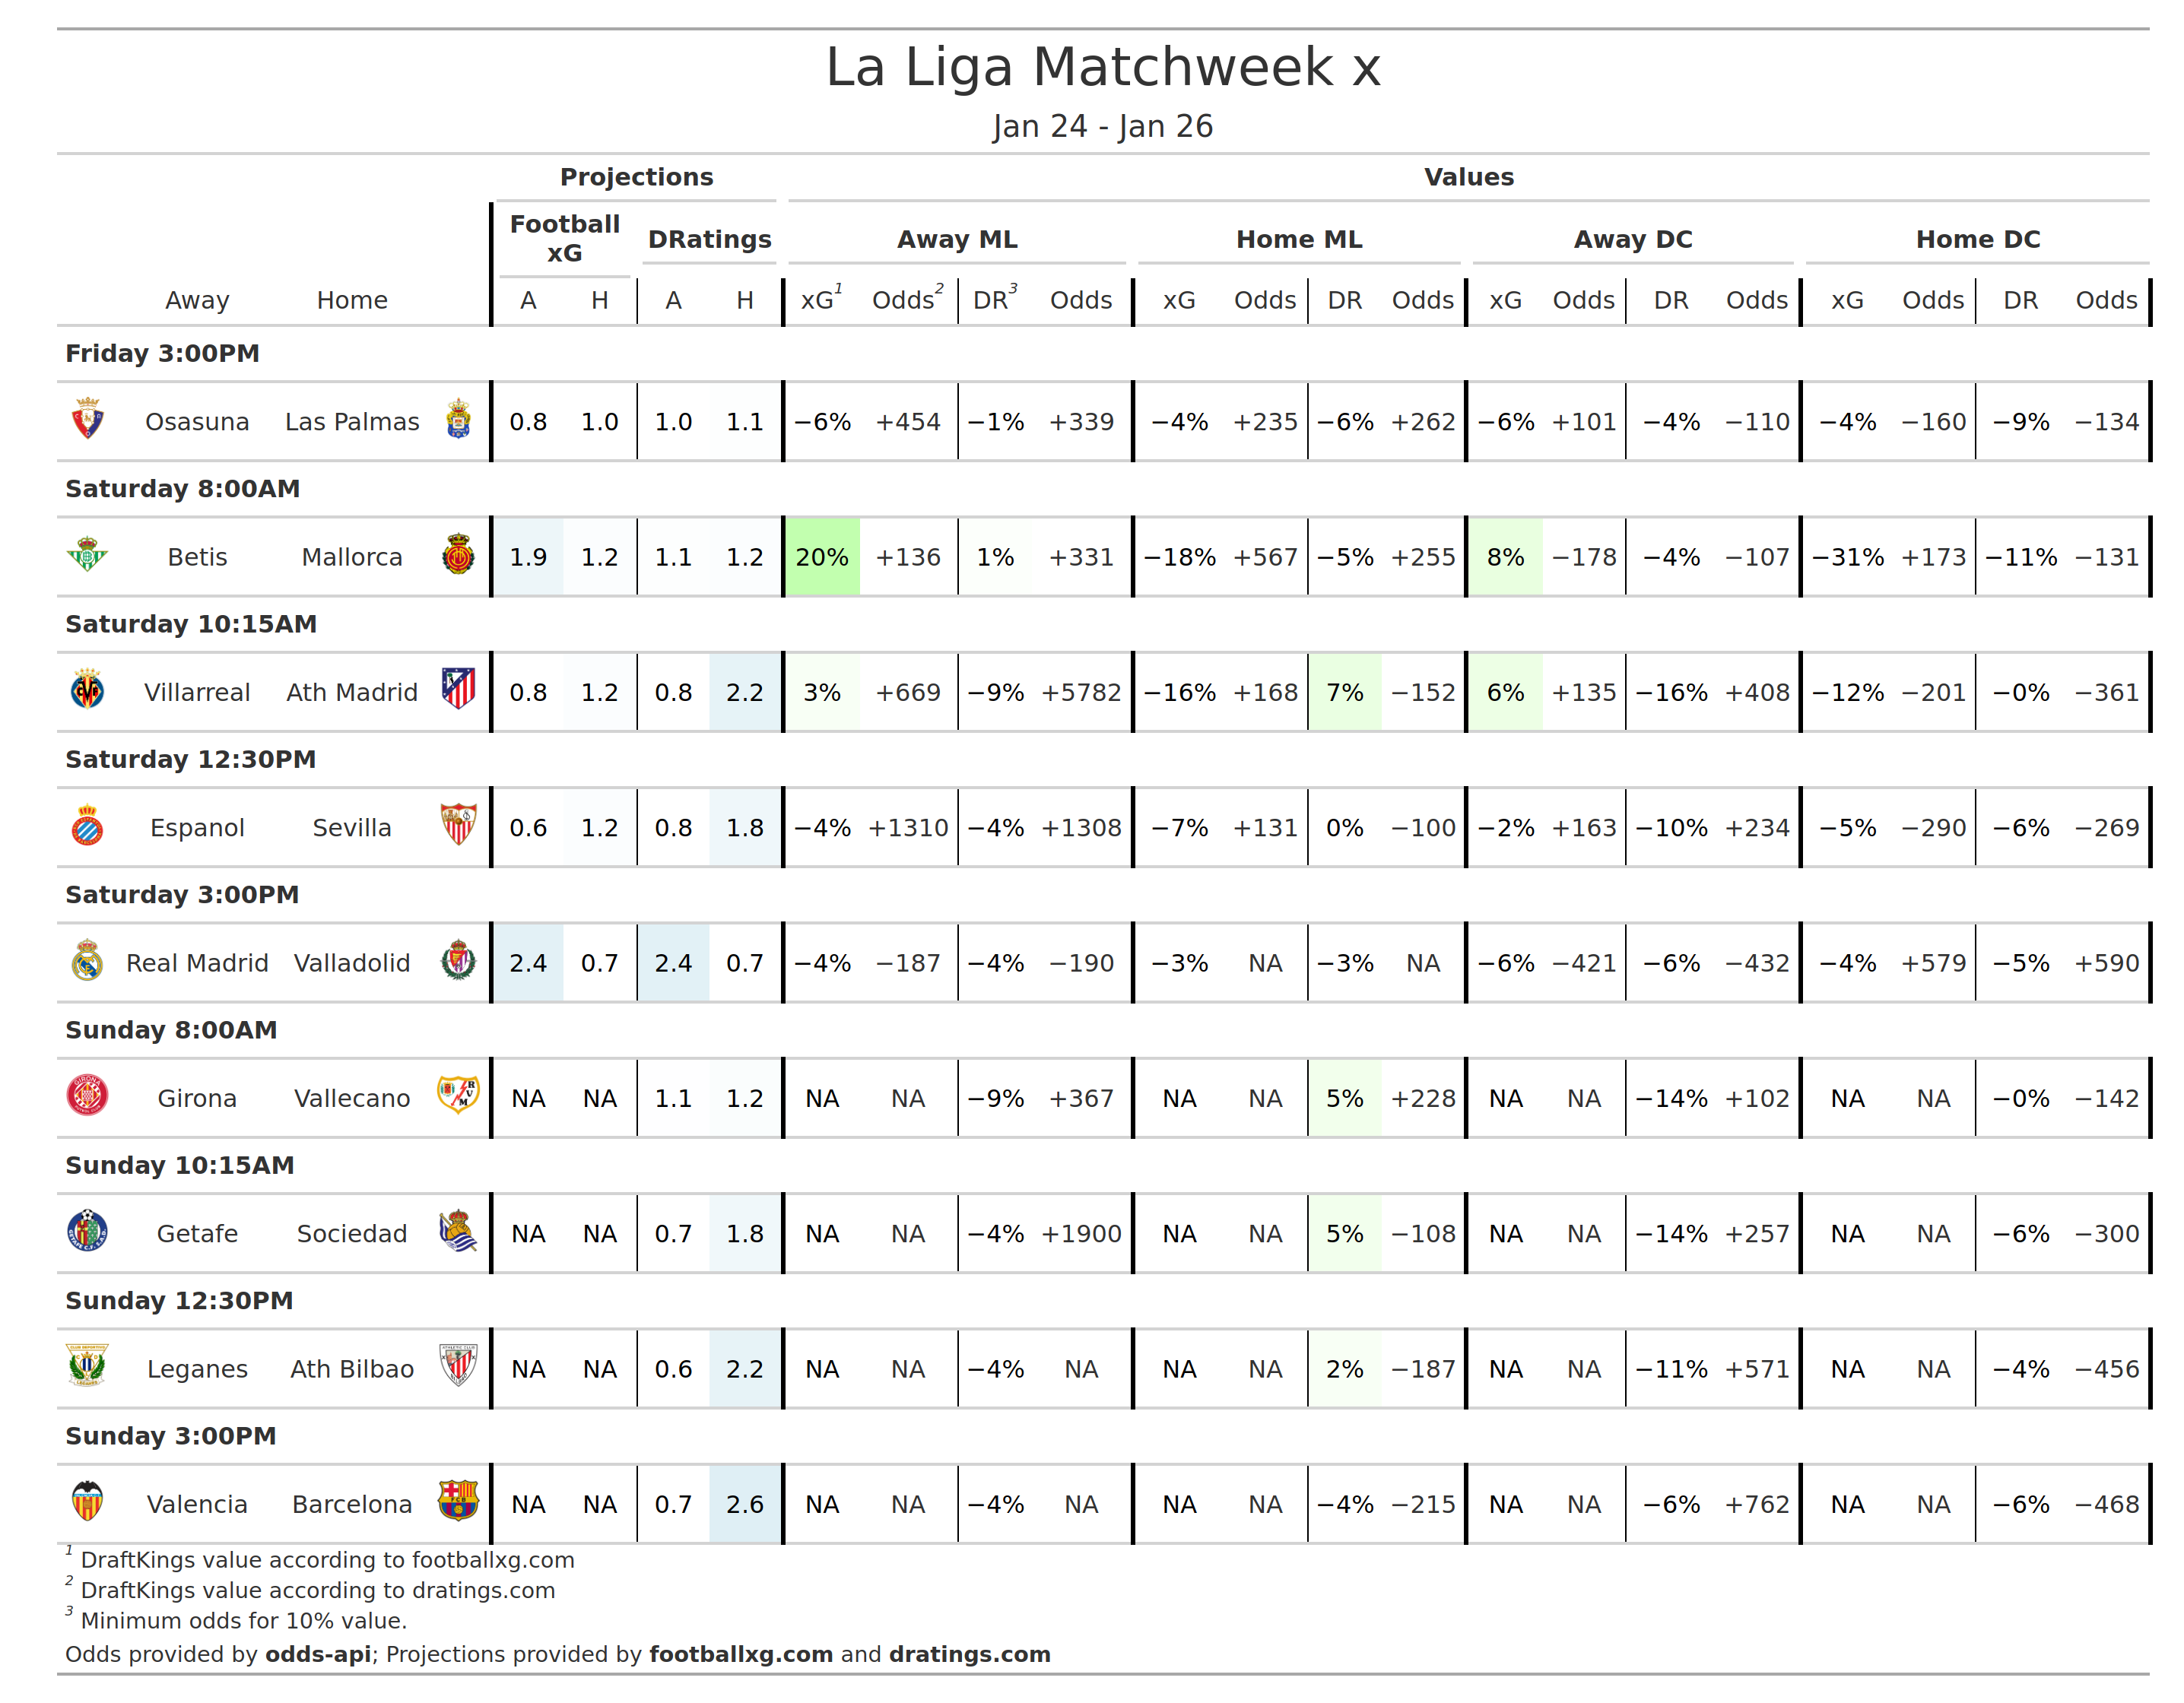 La Liga Matchweek x
Jan 24 - Jan 26
Projections Values
Football xG DRatings Away ML Home ML Away DC Home DC
Away Home A H A H xG1 Odds2 DR3 Odds xG Odds DR Odds xG Odds DR Odds xG Odds DR Odds
Friday 3:00PM
Osasuna Las Palmas 0.8 1.0 1.0 1.1 −6% +454 −1% +339 −4% +235 −6% +262 −6% +101 −4% −110 −4% −160 −9% −134
Saturday 8:00AM
Betis Mallorca 1.9 1.2 1.1 1.2 20% +136 1% +331 −18% +567 −5% +255 8% −178 −4% −107 −31% +173 −11% −131
Saturday 10:15AM
Villarreal Ath Madrid 0.8 1.2 0.8 2.2 3% +669 −9% +5782 −16% +168 7% −152 6% +135 −16% +408 −12% −201 −0% −361
Saturday 12:30PM
Espanol Sevilla 0.6 1.2 0.8 1.8 −4% +1310 −4% +1308 −7% +131 0% −100 −2% +163 −10% +234 −5% −290 −6% −269
Saturday 3:00PM
Real Madrid Valladolid 2.4 0.7 2.4 0.7 −4% −187 −4% −190 −3% NA −3% NA −6% −421 −6% −432 −4% +579 −5% +590
Sunday 8:00AM
Girona Vallecano NA NA 1.1 1.2 NA NA −9% +367 NA NA 5% +228 NA NA −14% +102 NA NA −0% −142
Sunday 10:15AM
Getafe Sociedad NA NA 0.7 1.8 NA NA −4% +1900 NA NA 5% −108 NA NA −14% +257 NA NA −6% −300
Sunday 12:30PM
Leganes Ath Bilbao NA NA 0.6 2.2 NA NA −4% NA NA NA 2% −187 NA NA −11% +571 NA NA −4% −456
Sunday 3:00PM
Valencia Barcelona NA NA 0.7 2.6 NA NA −4% NA NA NA −4% −215 NA NA −6% +762 NA NA −6% −468
1 DraftKings value according to footballxg.com
2 DraftKings value according to dratings.com
3 Minimum odds for 10% value.
Odds provided by odds-api; Projections provided by footballxg.com and dratings.com